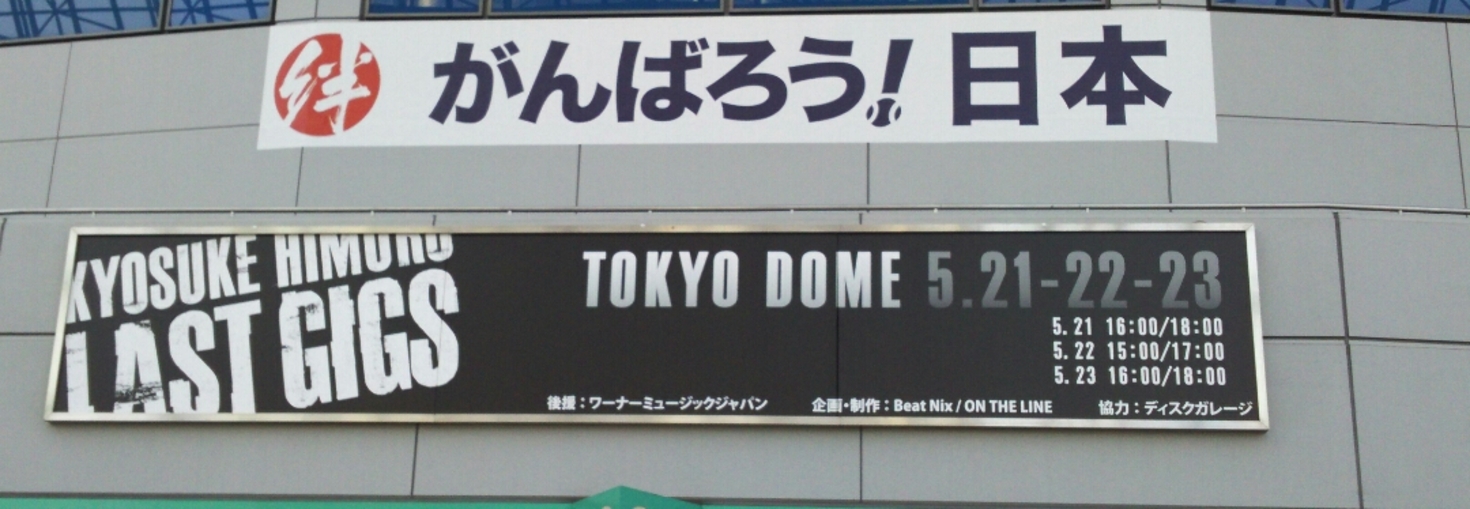 絆 がんばろう!日本
KYOSUKE HIMURO
LAST GIGS
TOKYO DOME 5.21-22-23
5.21 16:00/18:00
5.22 15:00/17:00
5.23 16:00/18:00
後援:ワーナーミュージックジャパン 企画・制作:Beat Nix / ON THE LINE 協力:ディスクガレージ